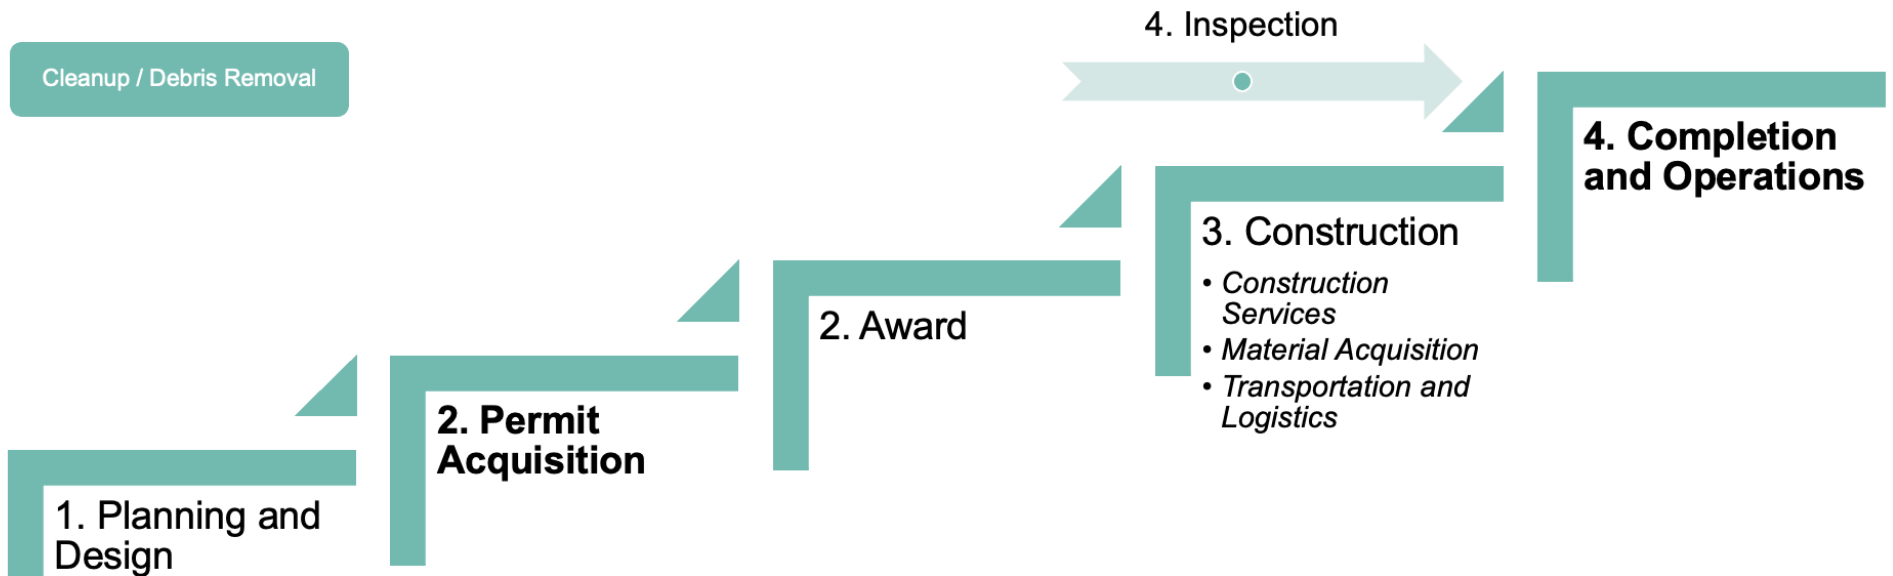 Cleanup / Debris Removal
1. Planning and
Design
2. Permit
Acquisition
2. Award
3. Construction
• Construction
Services
• Material Acquisition
• Transportation and
Logistics
4. Inspection
4. Completion
and Operations